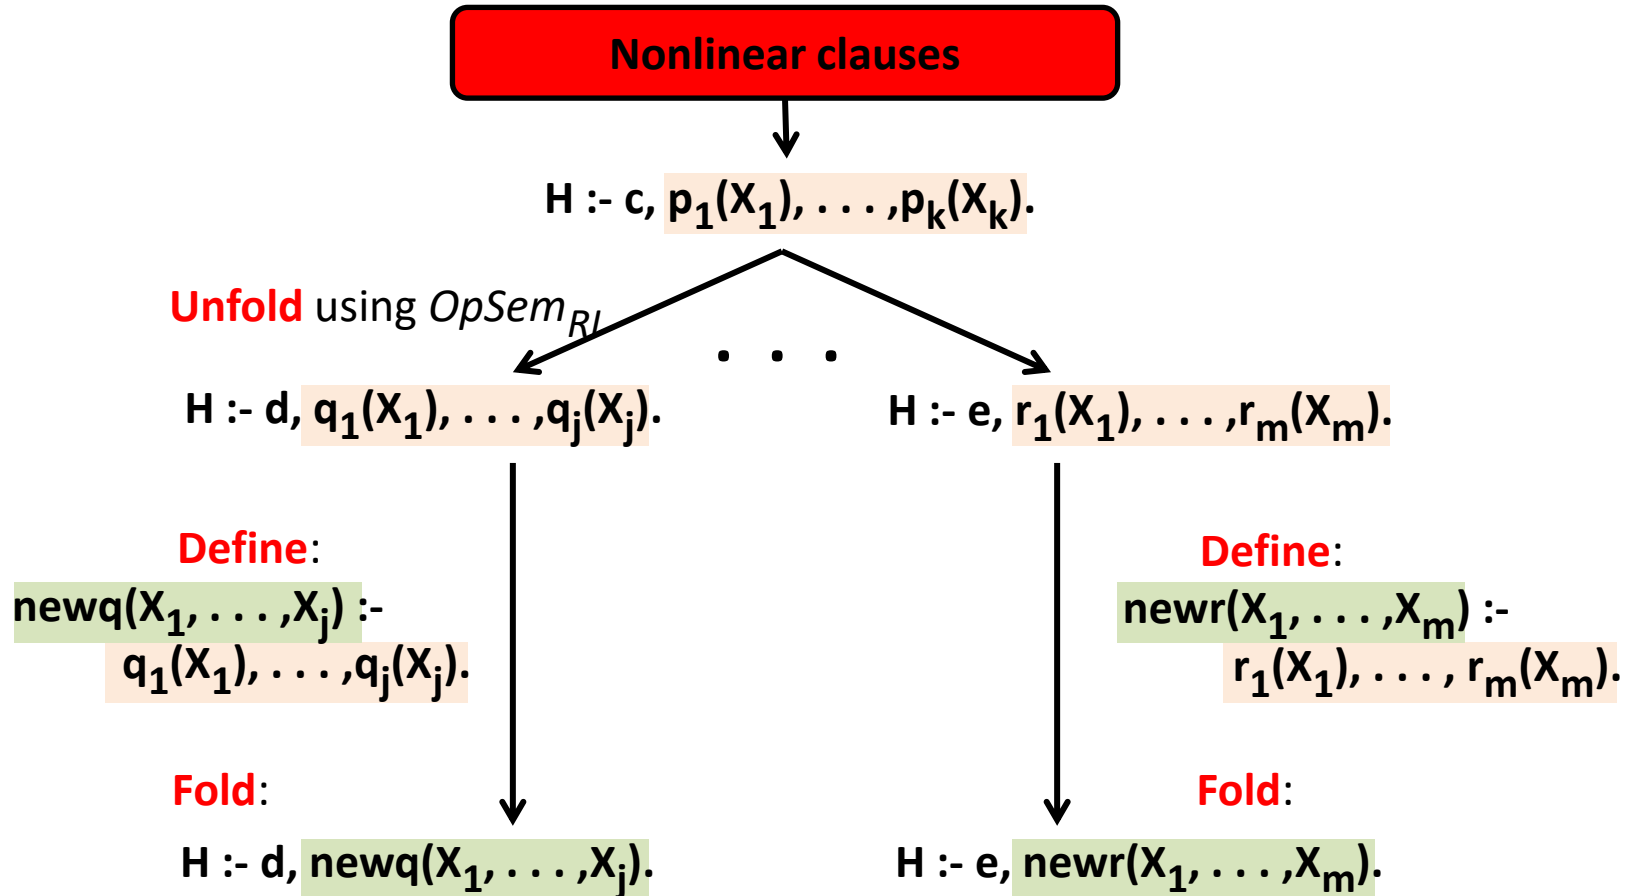 Nonlinear clauses
H :- c, p₁(X₁), . . . ,pₖ(Xₖ).
Unfold using OpSem_RI
. . .
H :- d, q₁(X₁), . . . ,qⱼ(Xⱼ).
H :- e, r₁(X₁), . . . ,rₘ(Xₘ).
Define:
newq(X₁, . . . ,Xⱼ) :-
q₁(X₁), . . . ,qⱼ(Xⱼ).
Define:
newr(X₁, . . . ,Xₘ) :-
r₁(X₁), . . . , rₘ(Xₘ).
Fold:
H :- d, newq(X₁, . . . ,Xⱼ).
Fold:
H :- e, newr(X₁, . . . ,Xₘ).